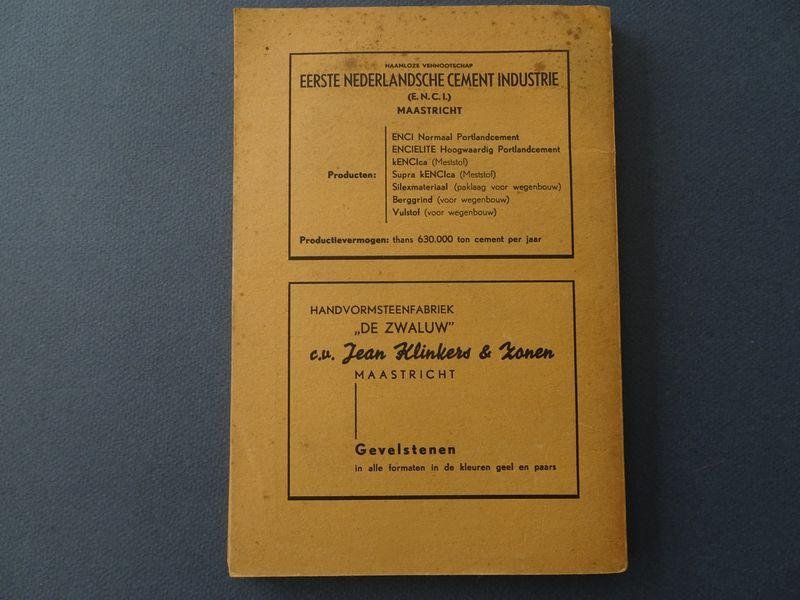 NAAMLOZE VENNOOTSCHAP
EERSTE NEDERLANDSCHE CEMENT INDUSTRIE
(E.N.C.I.)
MAASTRICHT
ENCI Normaal Portlandcement
ENCIELITE Hoogwaardig Portlandcement
kENCIca (Meststof)
Producten: Supra kENCIca (Meststof)
Silexmateriaal (paklaag voor wegenbouw)
Berggrind (voor wegenbouw)
Vulstof (voor wegenbouw)
Productievermogen: thans 630.000 ton cement per jaar
HANDVORMSTEENFABRIEK
„DE ZWALUW"
c.v. Jean Klinkers & Zonen
MAASTRICHT
Gevelstenen
in alle formaten in de kleuren geel en paars